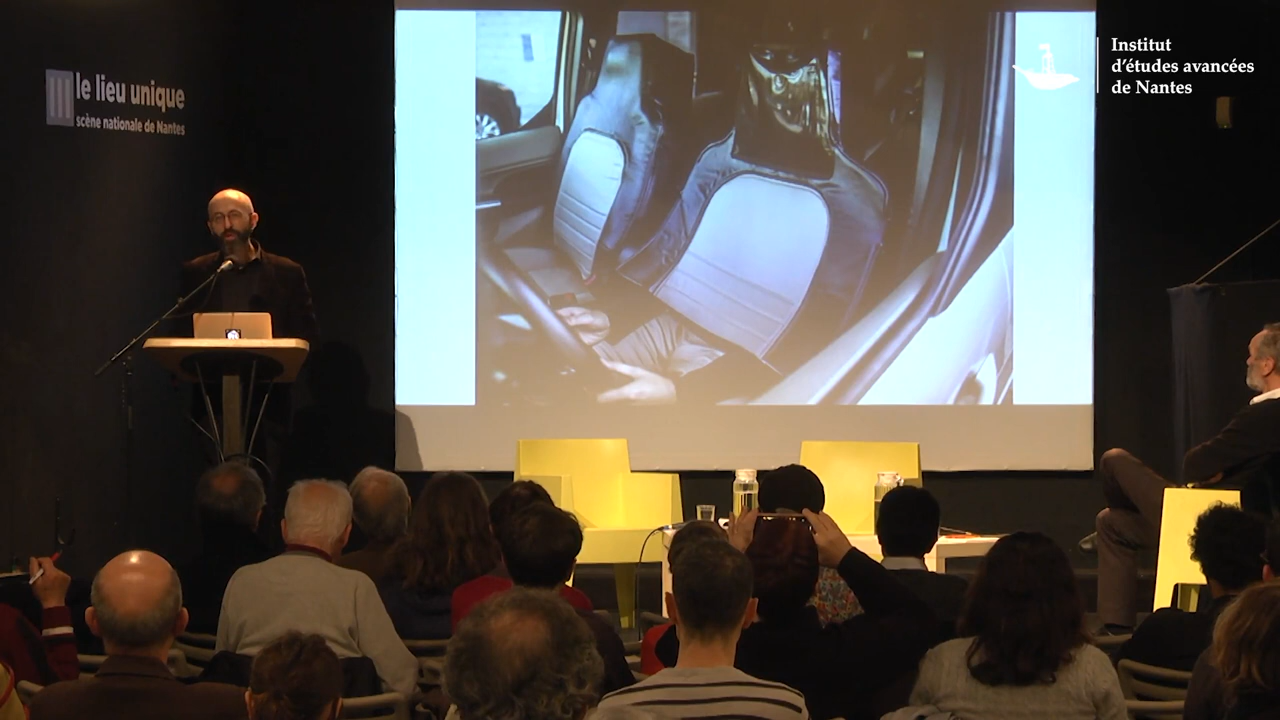 le lieu unique
scène nationale de Nantes
Institut
d'études avancées
de Nantes